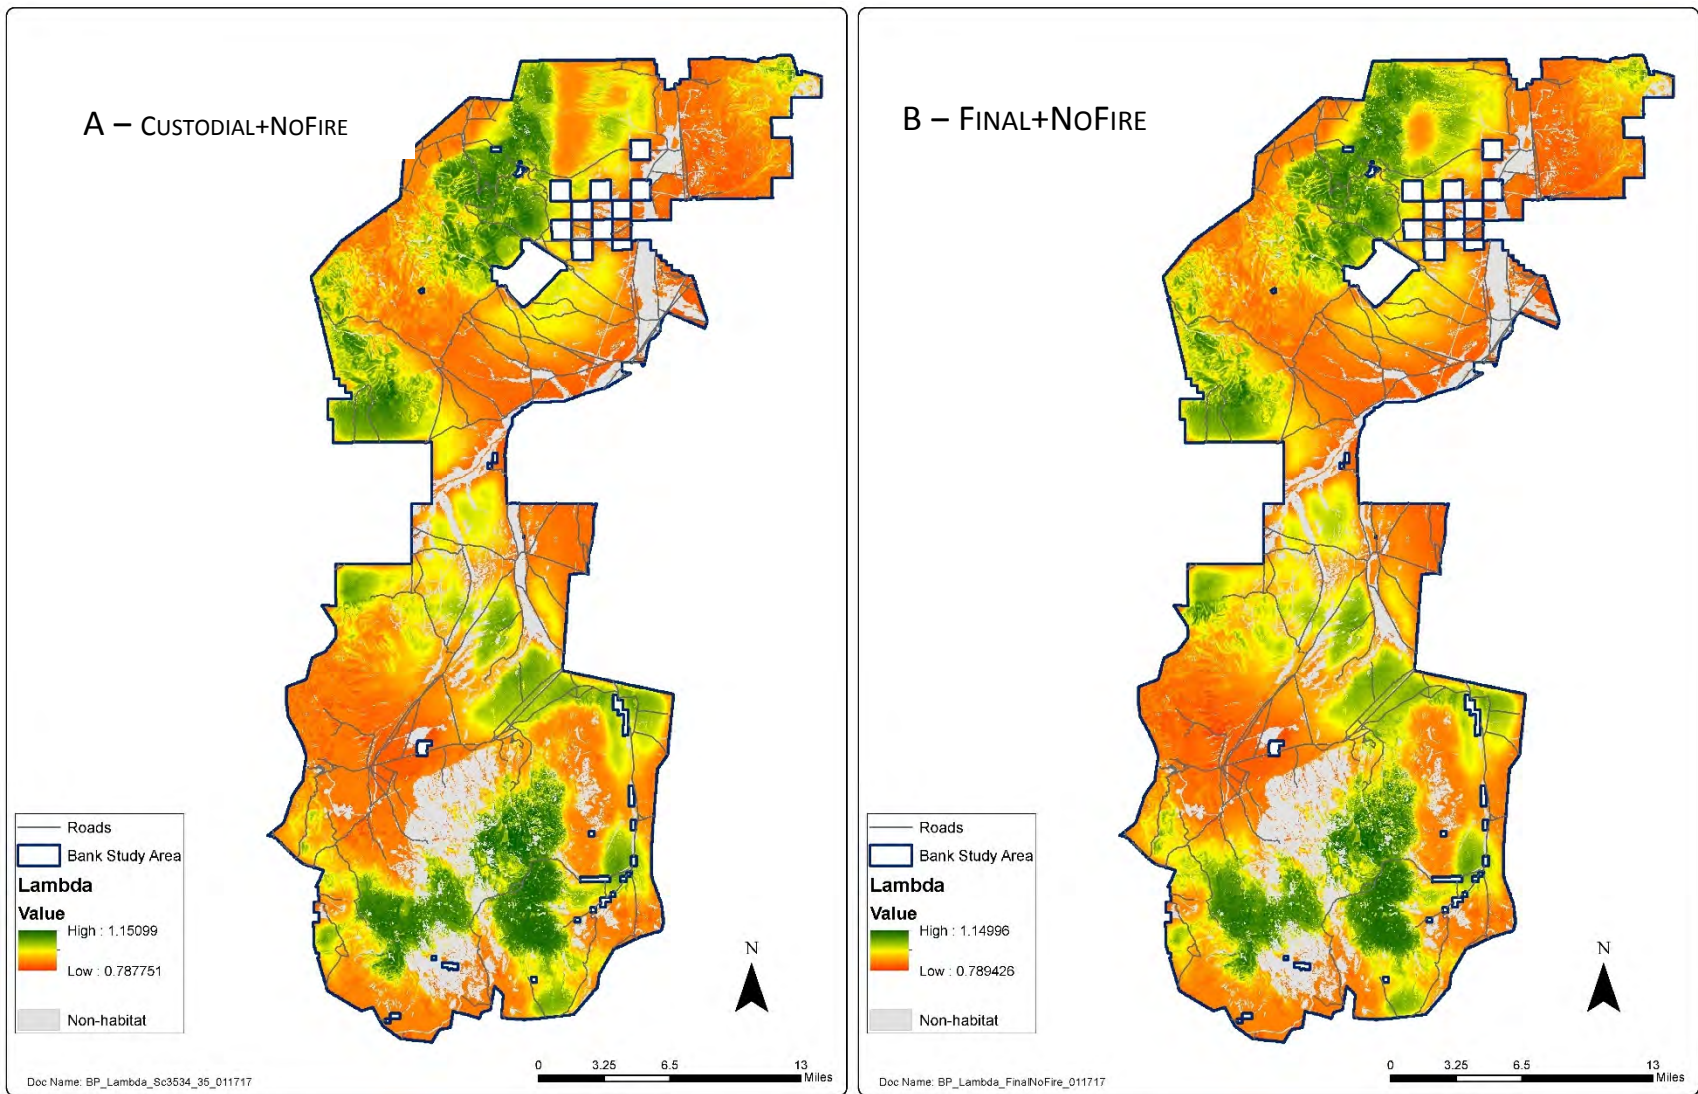 A – CUSTODIAL+NOFIRE
Roads
Bank Study Area
Lambda
Value
High : 1.15099
Low : 0.787751
Non-habitat
N
0 3.25 6.5 13
Miles
Doc Name: BP_Lambda_Sc3534_35_011717
B – FINAL+NOFIRE
Roads
Bank Study Area
Lambda
Value
High : 1.14996
Low : 0.789426
Non-habitat
N
0 3.25 6.5 13
Miles
Doc Name: BP_Lambda_FinalNoFire_011717